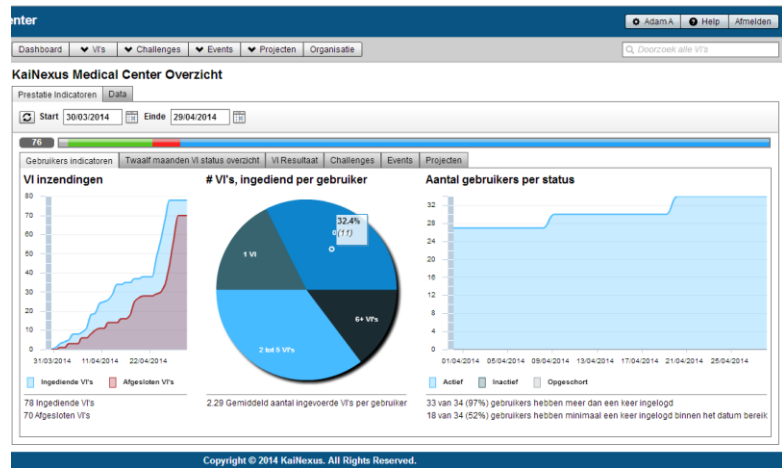 nter
Adam A Help Afmelden
Dashboard VI's Challenges Events Projecten Organisatie
Doorzoek alle VI's
KaiNexus Medical Center Overzicht
Prestatie Indicatoren Data
Start 30/03/2014 Einde 29/04/2014
76
Gebruikers indicatoren Twaalf maanden VI status overzicht VI Resultaat Challenges Events Projecten
VI inzendingen
80
70
60
50
40
30
20
10
0
31/03/2014 11/04/2014 22/04/2014
Ingediende VI's Afgesloten VI's
78 Ingediende VI's
70 Afgesloten VI's
# VI's, ingediend per gebruiker
32.4%
(11)
1 VI
6+ VI's
2 tot 5 VI's
2.29 Gemiddeld aantal ingevoerde VI's per gebruiker
Aantal gebruikers per status
32
28
24
20
16
12
8
4
0
01/04/2014 05/04/2014 09/04/2014 13/04/2014 17/04/2014 21/04/2014 25/04/2014
Actief Inactief Opgeschort
33 van 34 (97%) gebruikers hebben meer dan een keer ingelogd
18 van 34 (52%) gebruikers hebben minimaal een keer ingelogd binnen het datum bereik
Copyright © 2014 KaiNexus. All Rights Reserved.